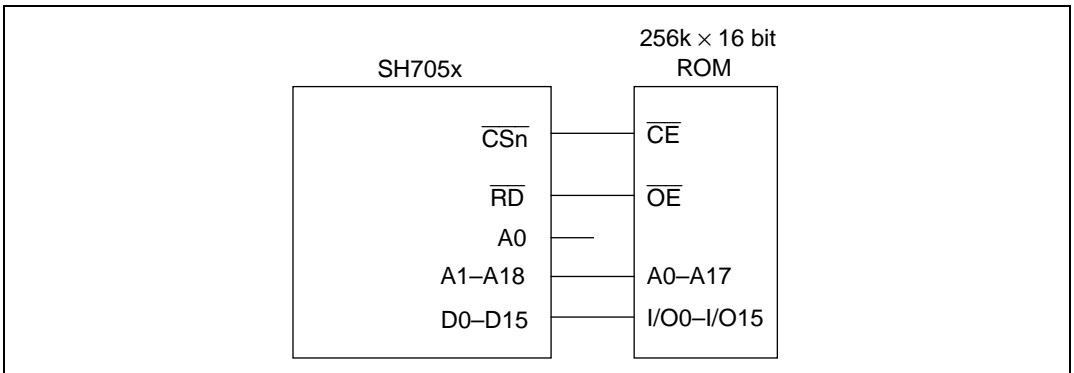 256k × 16 bit
SH705x ROM
CSn CE
RD OE
A0
A1–A18 A0–A17
D0–D15 I/O0–I/O15